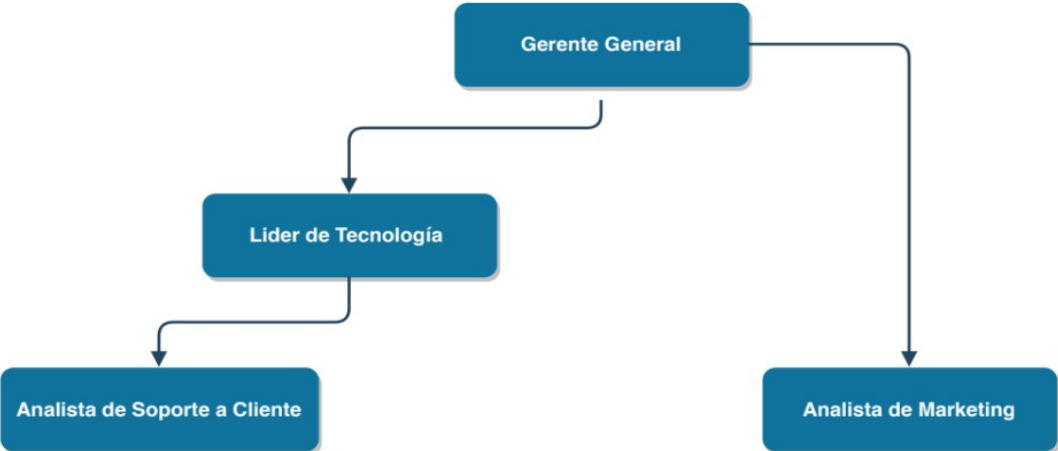 Gerente General
Lider de Tecnología
Analista de Soporte a Cliente
Analista de Marketing